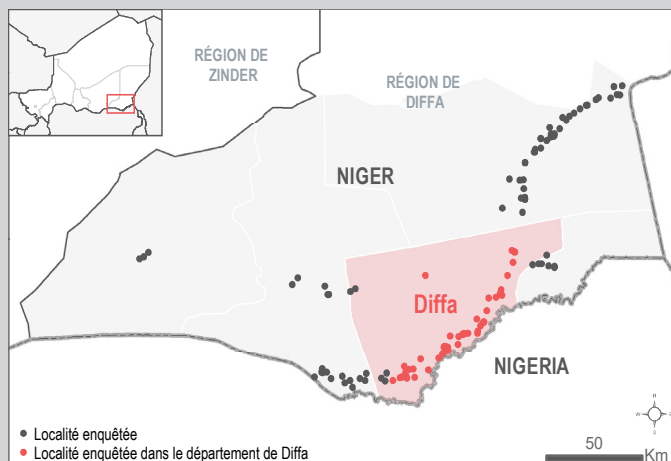 RÉGION DE
ZINDER
RÉGION DE
DIFFA
NIGER
Diffa
NIGERIA
N
E
S
Localité enquêtée
Localité enquêtée dans le département de Diffa
50
Km